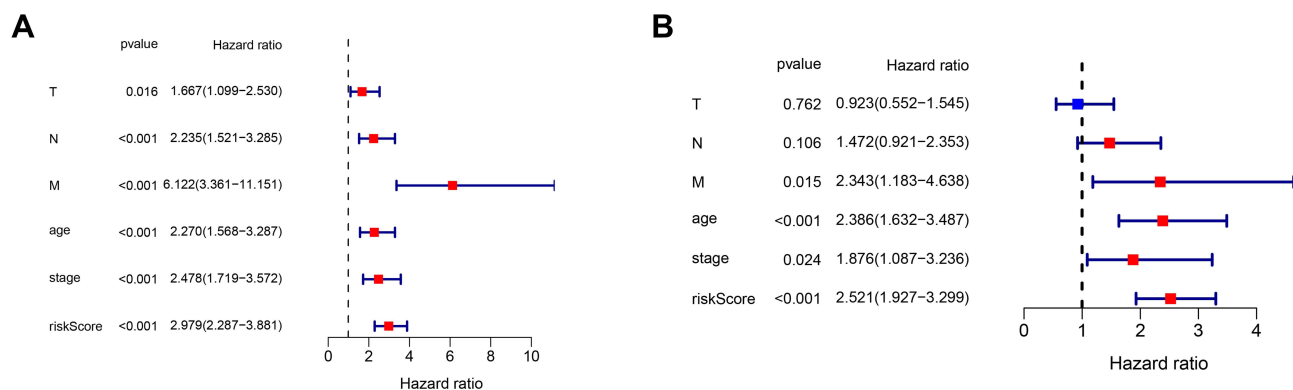 A
pvalue Hazard ratio
T 0.016 1.667(1.099−2.530)
N <0.001 2.235(1.521−3.285)
M <0.001 6.122(3.361−11.151)
age <0.001 2.270(1.568−3.287)
stage <0.001 2.478(1.719−3.572)
riskScore <0.001 2.979(2.287−3.881)
0 2 4 6 8 10
Hazard ratio
B
pvalue Hazard ratio
T 0.762 0.923(0.552−1.545)
N 0.106 1.472(0.921−2.353)
M 0.015 2.343(1.183−4.638)
age <0.001 2.386(1.632−3.487)
stage 0.024 1.876(1.087−3.236)
riskScore <0.001 2.521(1.927−3.299)
0 1 2 3 4
Hazard ratio